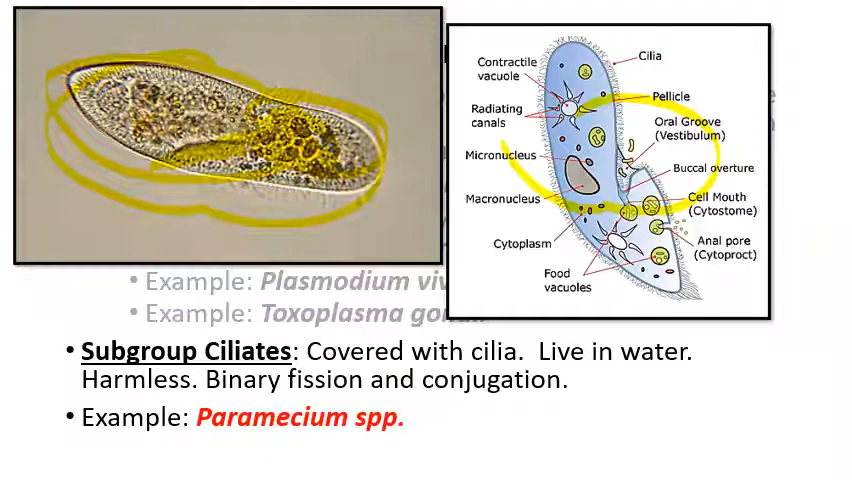 Contractile
vacuole
Cilia
Pellicle
Radiating
canals
Oral Groove
(Vestibulum)
Micronucleus
Buccal overture
Macronucleus
Cell Mouth
(Cytostome)
Cytoplasm
Anal pore
(Cytoproct)
Food
vacuoles
• Example: Plasmodium
• Example: Toxoplasma
• Subgroup Ciliates: Covered with cilia. Live in water.
Harmless. Binary fission and conjugation.
• Example: Paramecium spp.